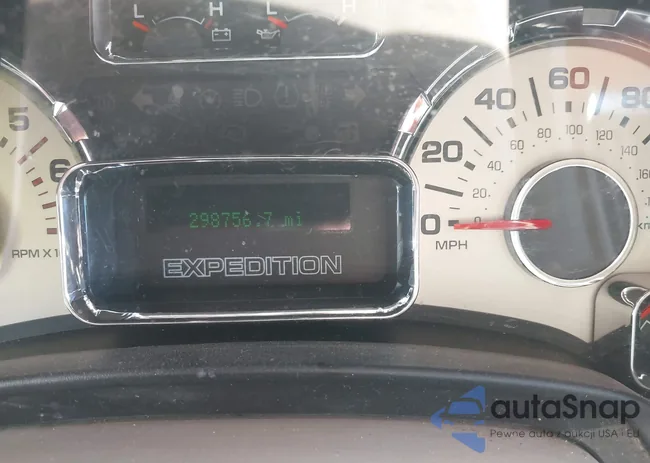 L H L H
5
6
RPM X1
298756.7 mi
EXPEDITION
0 20 40 60 80
0 20 40 60 80 100 120 140 160
MPH
autaSnap
Pewne auta z aukcji USA i EU